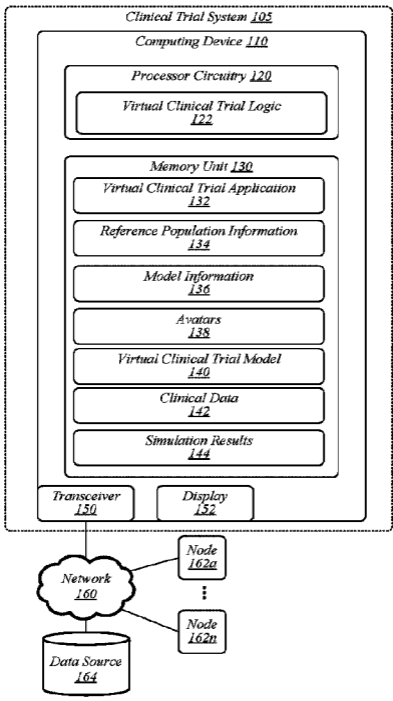 Clinical Trial System 105
Computing Device 110
Processor Circuitry 120
Virtual Clinical Trial Logic
122
Memory Unit 130
Virtual Clinical Trial Application
132
Reference Population Information
134
Model Information
136
Avatars
138
Virtual Clinical Trial Model
140
Clinical Data
142
Simulation Results
144
Transceiver
150
Display
152
Network
160
Node
162a
Node
162n
Data Source
164